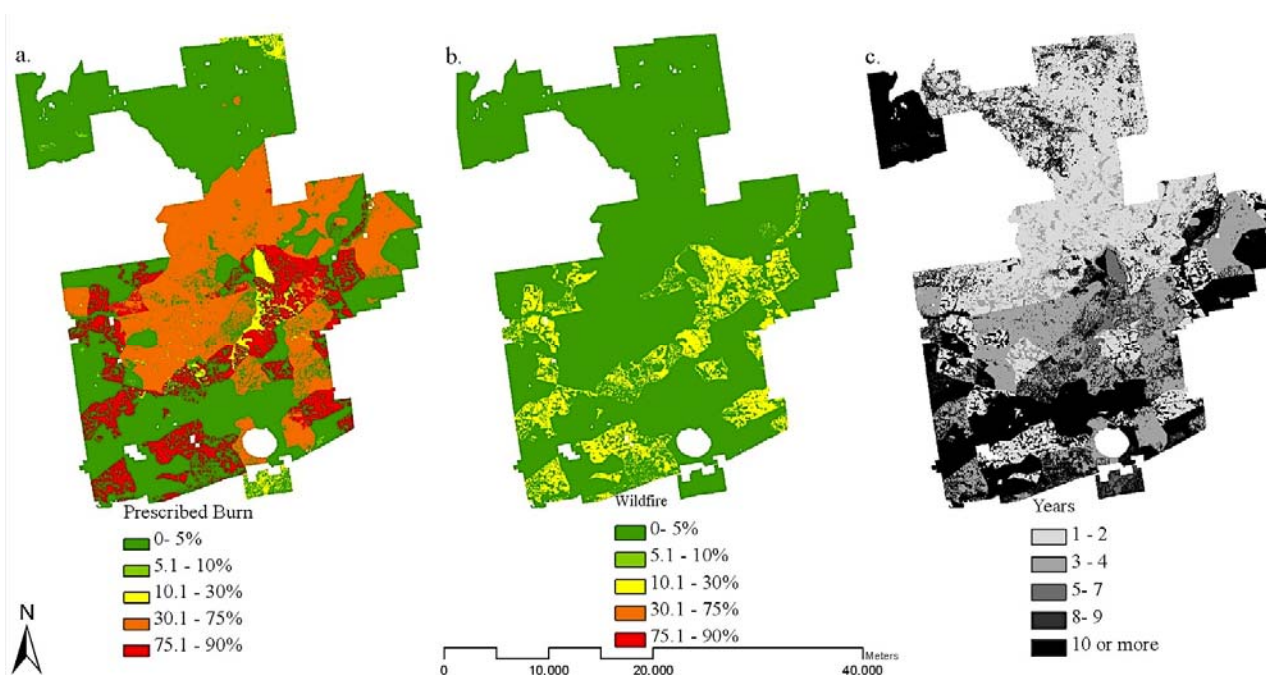 a.
b.
c.
Prescribed Burn
0- 5%
5.1 - 10%
10.1 - 30%
30.1 - 75%
75.1 - 90%
Wildfire
0- 5%
5.1 - 10%
10.1 - 30%
30.1 - 75%
75.1 - 90%
Years
1 - 2
3 - 4
5- 7
8- 9
10 or more
N
Meters
0 10.000 20.000 40.000